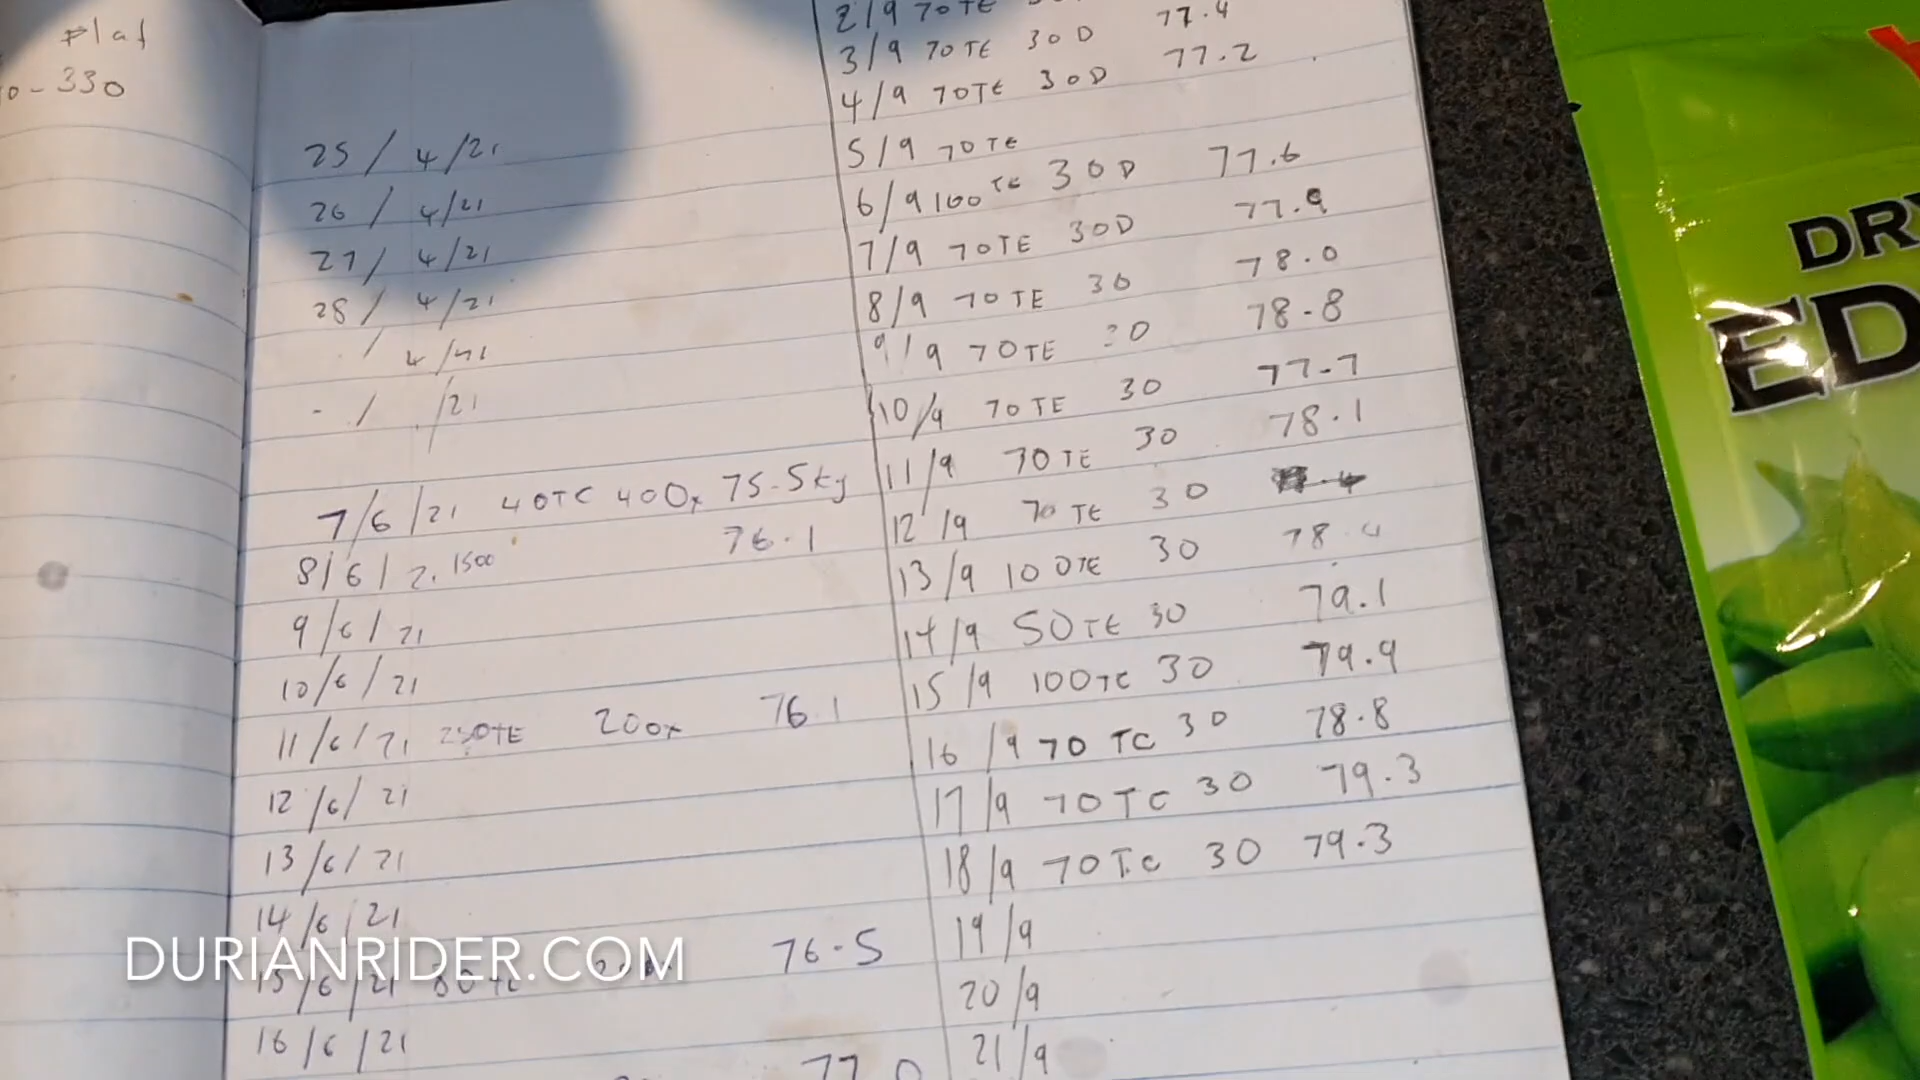 plat
0-330
25 / 4/21
26 / 4/21
27/ 4/21
28/ 4/21
/ 4/21
- / /21
7/6/21 40TC 400x 75-5kg
8/6/2. 1500 76.1
9/6/21
10/6/21
11/6/21 250TE 200x 76.1
12/6/21
13/6/21
14/6/21
15/6/21 80TC 76-5
16/6/21
77.0
2/9 70TE 77.4
3/9 70TE 30D 77.2
4/9 70TE 30D
5/9 70TE
6/9 100TE 30D 77.6
7/9 70TE 30D 77.9
8/9 70TE 30 78.0
9/9 70TE 30 78.8
10/9 70TE 30 77-7
11/9 70TE 30 78.1
12/9 70TE 30
13/9 100TE 30 78.4
14/9 50TE 30 79.1
15/9 100TC 30 79.9
16/9 70TC 30 78.8
17/9 70TC 30 79.3
18/9 70TC 30 79.3
19/9
20/9
21/9
DURIANRIDER.COM